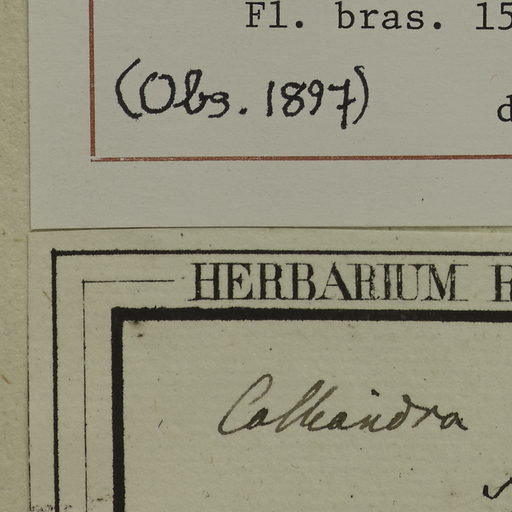 Fl. bras. 15
(Obs. 1897)
HERBARIUM
Calliandra